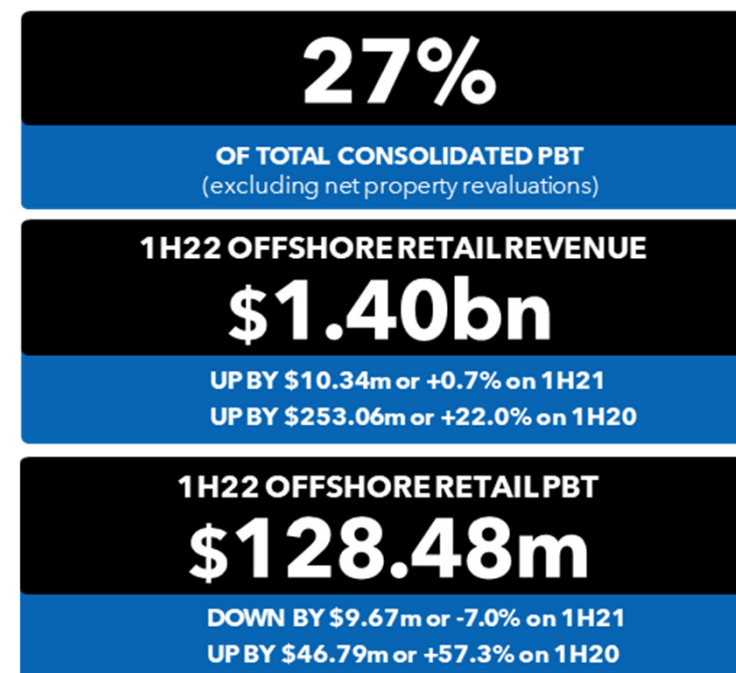 27%
OF TOTAL CONSOLIDATED PBT
(excluding net property revaluations)
1H22 OFFSHORE RETAIL REVENUE
$1.40bn
UP BY $10.34m or +0.7% on 1H21
UP BY $253.06m or +22.0% on 1H20
1H22 OFFSHORE RETAIL PBT
$128.48m
DOWN BY $9.67m or -7.0% on 1H21
UP BY $46.79m or +57.3% on 1H20